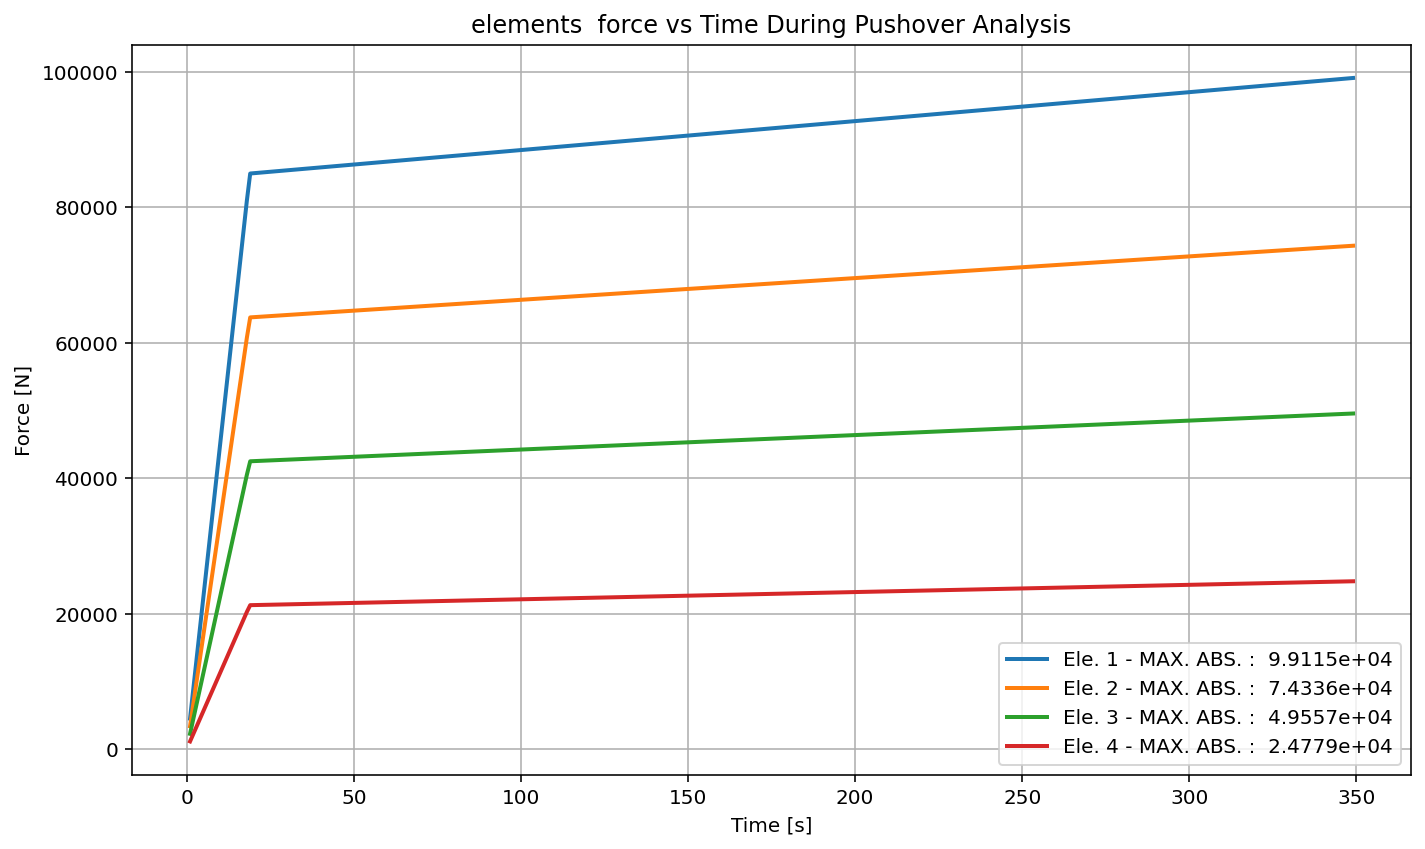 elements  force vs Time During Pushover Analysis
100000
80000
60000
40000
20000
0
Force [N]
0 50 100 150 200 250 300 350
Time [s]
Ele. 1 - MAX. ABS. :  9.9115e+04
Ele. 2 - MAX. ABS. :  7.4336e+04
Ele. 3 - MAX. ABS. :  4.9557e+04
Ele. 4 - MAX. ABS. :  2.4779e+04